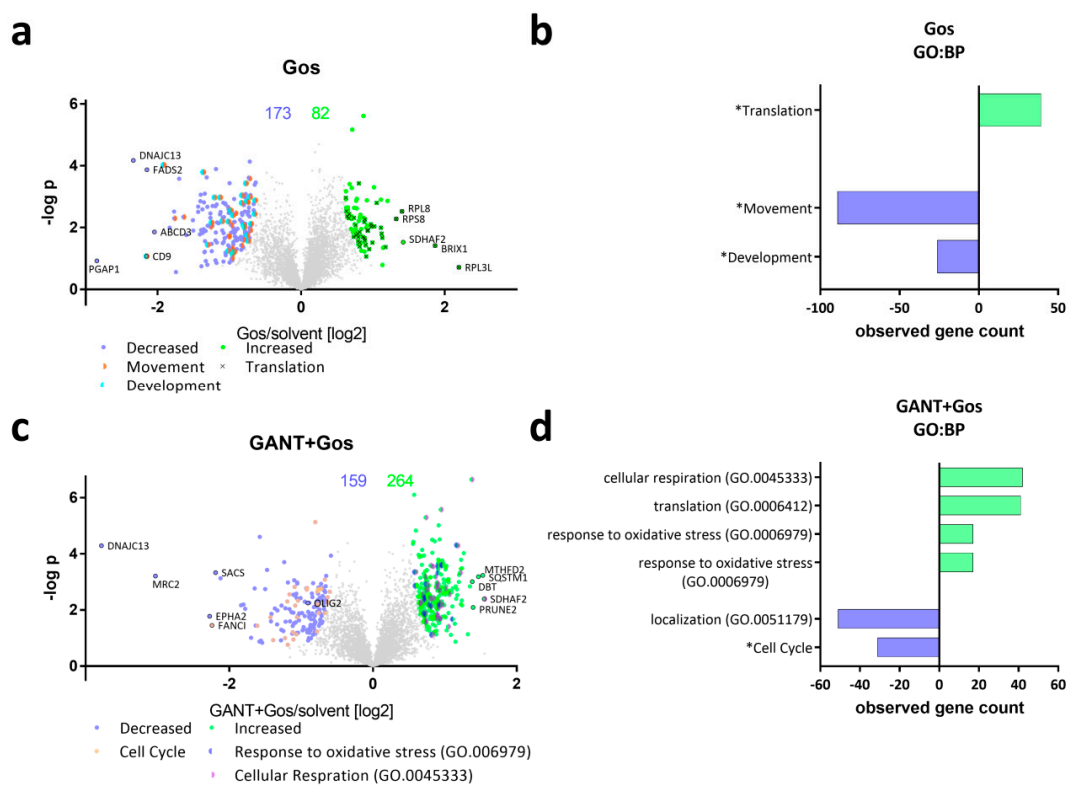 a
Gos
6
4
2
0
-log p
173 82
DNAJC13
FADS2
ABCD3
CD9
PGAP1
RPL8
RPS8
SDHAF2
BRIX1
RPL3L
-2 0 2
Gos/solvent [log2]
Decreased Increased
Movement Translation
Development
b
Gos
GO:BP
*Translation
*Movement
*Development
-100 -50 0 50
observed gene count
c
GANT+Gos
6
4
2
0
-log p
159 264
DNAJC13
MRC2
SACS
EPHA2
FANCI
OLIG2
MTHFD2
SQSTM1
DBT
SDHAF2
PRUNE2
-2 0 2
GANT+Gos/solvent [log2]
Decreased Increased
Cell Cycle Response to oxidative stress (GO.006979)
Cellular Respration (GO.0045333)
d
GANT+Gos
GO:BP
cellular respiration (GO.0045333)
translation (GO.0006412)
response to oxidative stress (GO.0006979)
response to oxidative stress
(GO.0006979)
localization (GO.0051179)
*Cell Cycle
-60 -40 -20 0 20 40 60
observed gene count